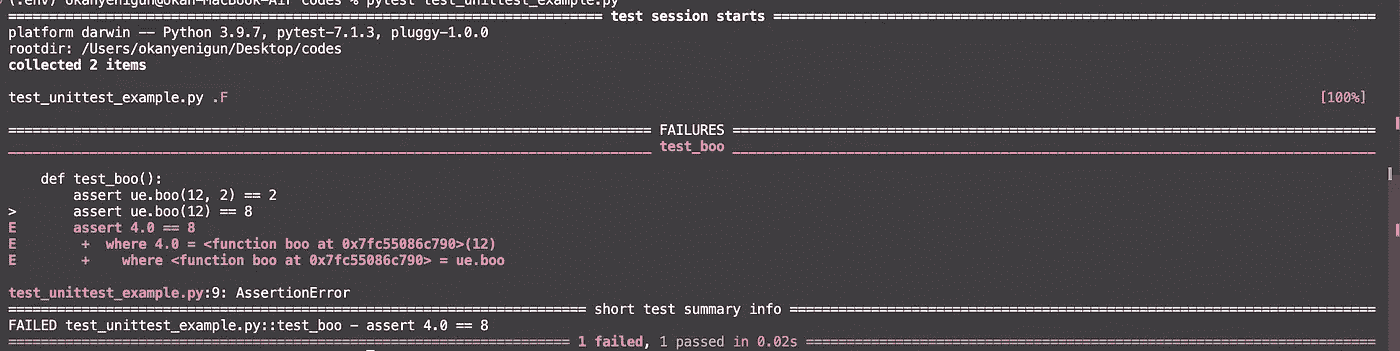 (.env) okanyenigun@okan-MacBook-Air codes % pytest test_unittest_example.py
============================== test session starts ==============================
platform darwin -- Python 3.9.7, pytest-7.1.3, pluggy-1.0.0
rootdir: /Users/okanyenigun/Desktop/codes
collected 2 items
test_unittest_example.py .F [100%]
============================== FAILURES ==============================
______________________________ test_boo ______________________________
def test_boo():
assert ue.boo(12, 2) == 2
> assert ue.boo(12) == 8
E assert 4.0 == 8
E + where 4.0 = <function boo at 0x7fc55086c790>(12)
E + where <function boo at 0x7fc55086c790> = ue.boo
test_unittest_example.py:9: AssertionError
============================== short test summary info ==============================
FAILED test_unittest_example.py::test_boo - assert 4.0 == 8
============================== 1 failed, 1 passed in 0.02s ==============================